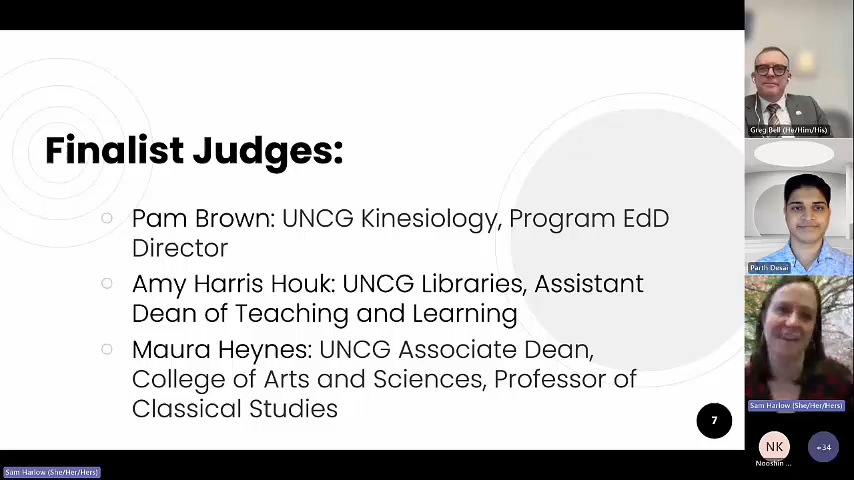 Finalist Judges:
Pam Brown: UNCG Kinesiology, Program EdD
Director
Amy Harris Houk: UNCG Libraries, Assistant
Dean of Teaching and Learning
Maura Heynes: UNCG Associate Dean,
College of Arts and Sciences, Professor of
Classical Studies
7
Greg Bell (He/Him/His)
Parth Desai
Sam Harlow (She/Her/Hers)
NK
Nooshin ...
+34
Sam Harlow (She/Her/Hers)